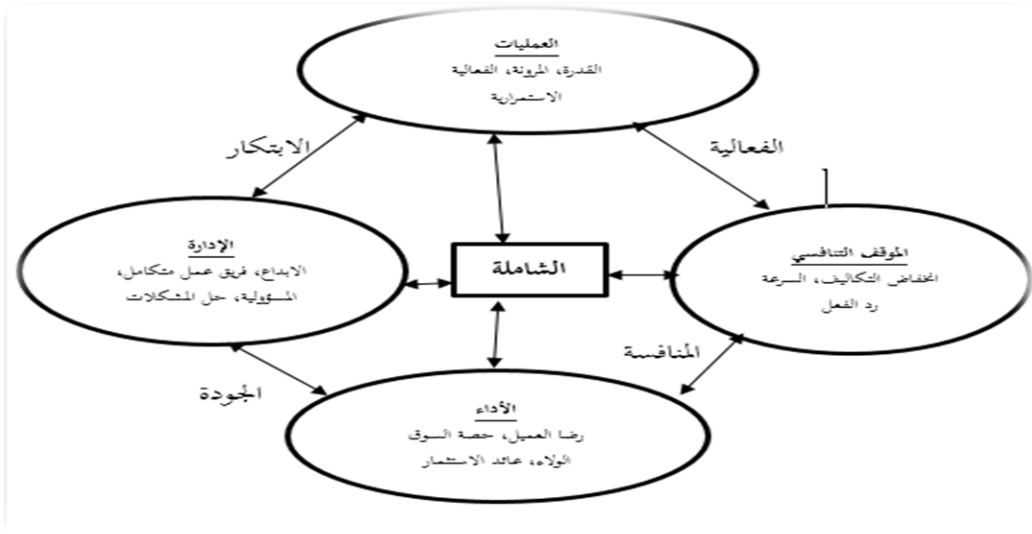 العمليات
القدرة، المرونة، الفعالية
الاستمرارية
الابتكار
الفعالية
الإدارة
الابداع، فريق عمل متكامل،
المسؤولية، حل المشكلات
الشاملة
الموقف التنافسي
انخفاض التكاليف، السرعة
رد الفعل
الجودة
المنافسة
الأداء
رضا العميل، حصة السوق
الولاء، عائد الاستثمار